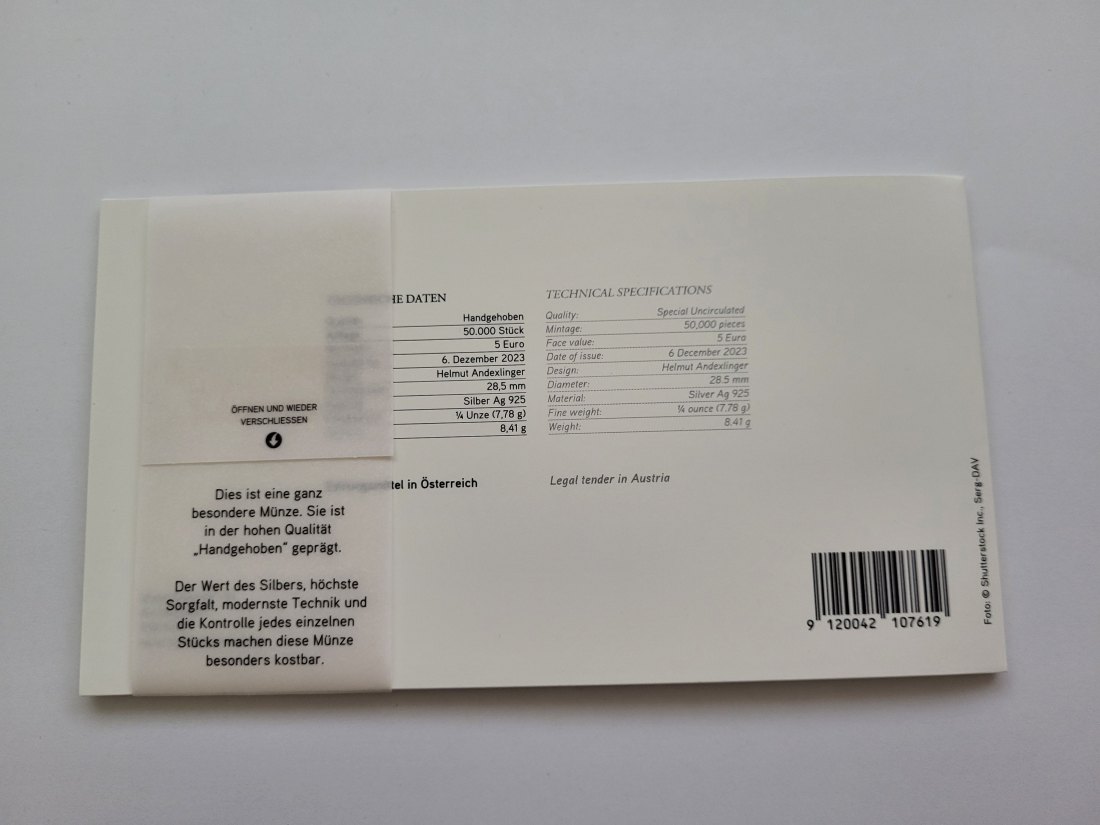 HE DATEN
Handgehoben
50.000 Stück
5 Euro
6. Dezember 2023
Helmut Andexlinger
28,5 mm
Silber Ag 925
¼ Unze (7,78 g)
8,41 g
tel in Österreich
TECHNICAL SPECIFICATIONS
Quality: Special Uncirculated
Mintage: 50,000 pieces
Face value: 5 Euro
Date of issue: 6 December 2023
Design: Helmut Andexlinger
Diameter: 28.5 mm
Material: Silver Ag 925
Fine weight: ¼ ounce (7.78 g)
Weight: 8.41 g
Legal tender in Austria
ÖFFNEN UND WIEDER
VERSCHLIESSEN
Dies ist eine ganz
besondere Münze. Sie ist
in der hohen Qualität
„Handgehoben“ geprägt.
Der Wert des Silbers, höchste
Sorgfalt, modernste Technik und
die Kontrolle jedes einzelnen
Stücks machen diese Münze
besonders kostbar.
9 120042 107619
Foto: © Shutterstock Inc., Serg-DAV